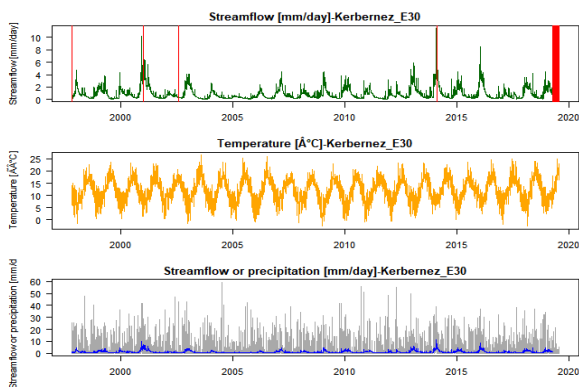 Streamflow [mm/day]-Kerbernez_E30
Streamflow [mm/day]
10
8
6
4
2
0
2000 2005 2010 2015 2020
Temperature [Â°C]-Kerbernez_E30
Temperature [Â°C]
25
20
15
10
5
0
2000 2005 2010 2015 2020
Streamflow or precipitation [mm/day]-Kerbernez_E30
Streamflow or precipitation [mm/d
60
50
40
30
20
10
0
2000 2005 2010 2015 2020